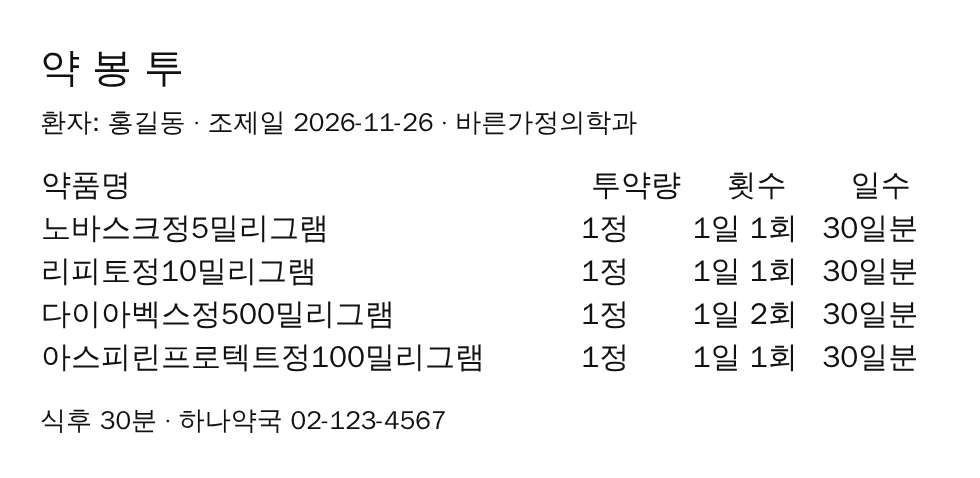 약 봉 투
환자: 홍길동 · 조제일 2026-11-26 · 바른가정의학과
약품명 투약량 횟수 일수
노바스크정5밀리그램 1정 1일 1회 30일분
리피토정10밀리그램 1정 1일 1회 30일분
다이아벡스정500밀리그램 1정 1일 2회 30일분
아스피린프로텍트정100밀리그램 1정 1일 1회 30일분
식후 30분 · 하나약국 02-123-4567